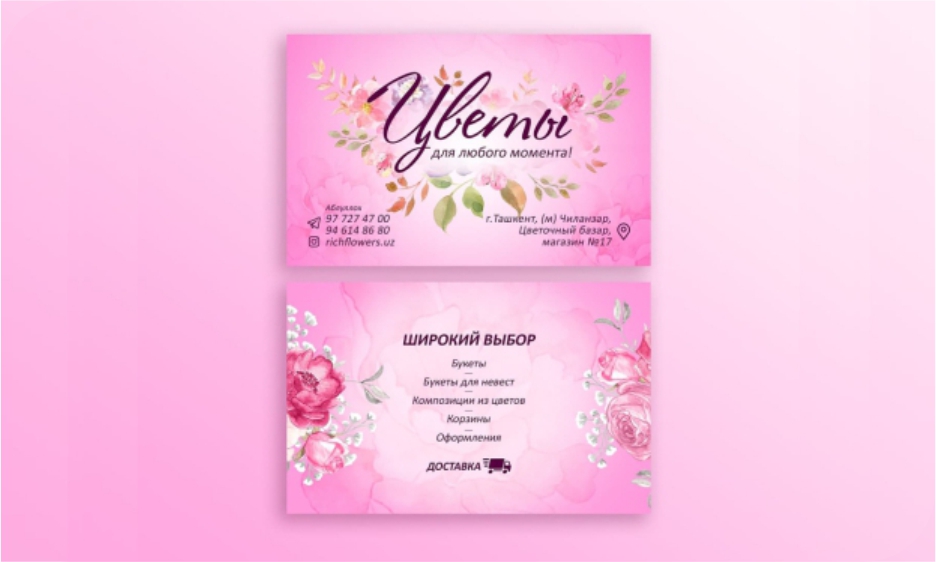 Цветы
для любого момента!
Абдуллох
97 727 47 00
94 614 86 80
richflowers.uz
г.Ташкент, (м) Чиланзар,
Цветочный базар,
магазин №17
ШИРОКИЙ ВЫБОР
Букеты
Букеты для невест
Композиции из цветов
Корзины
Оформления
ДОСТАВКА